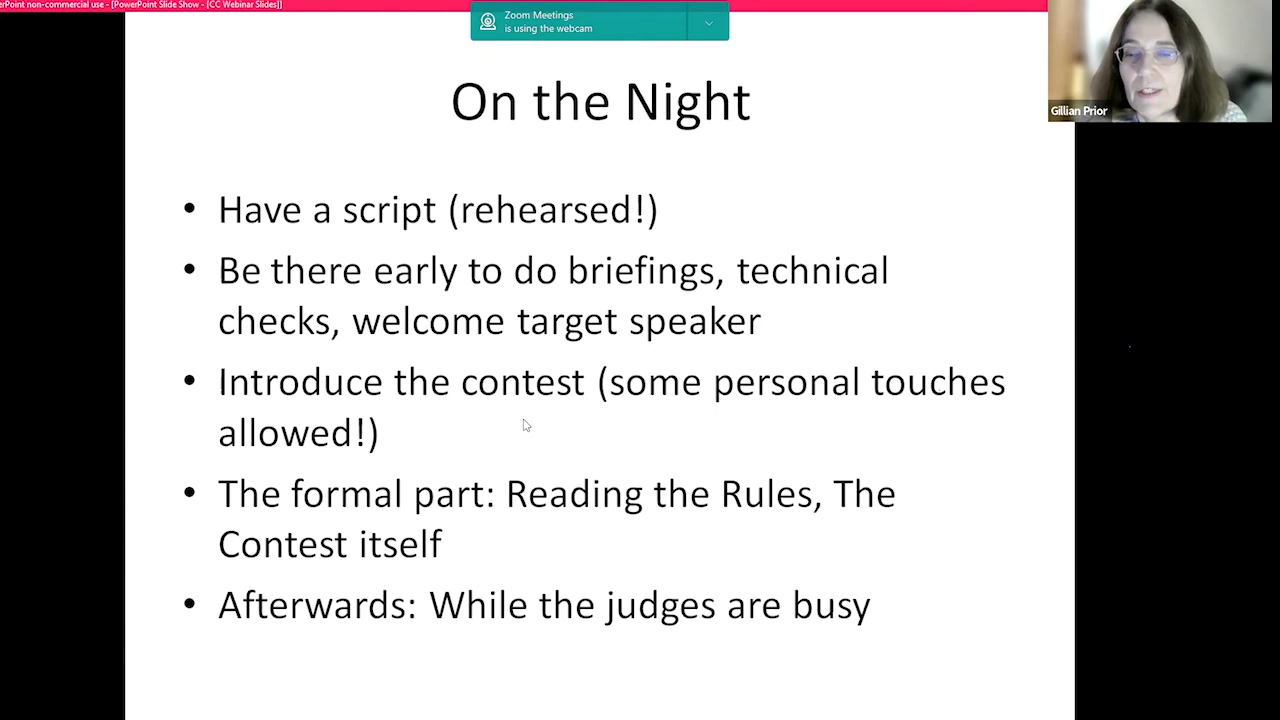 erPoint non-commercial use - [PowerPoint Slide Show - [CC Webinar Slides]]
Zoom Meetings
is using the webcam
Gillian Prior
On the Night
• Have a script (rehearsed!)
• Be there early to do briefings, technical
checks, welcome target speaker
• Introduce the contest (some personal touches
allowed!)
• The formal part: Reading the Rules, The
Contest itself
• Afterwards: While the judges are busy